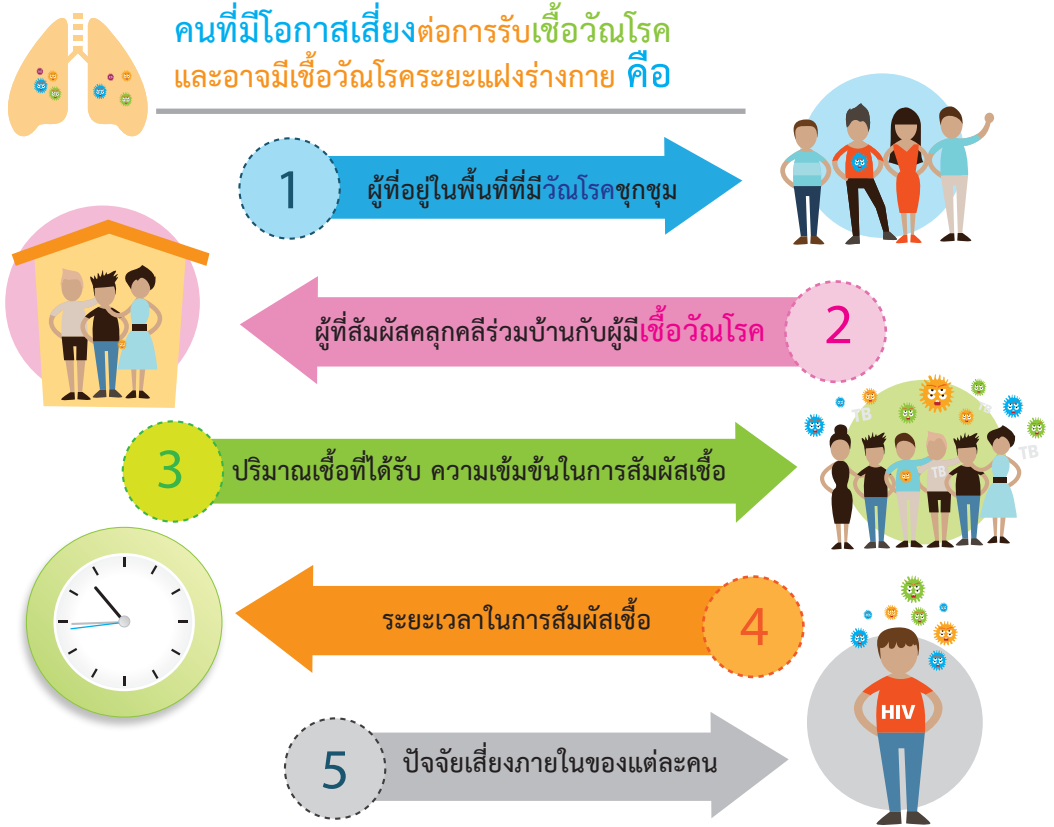 คนที่มีโอกาสเสี่ยงต่อการรับเชื้อวัณโรค
และอาจมีเชื้อวัณโรคระยะแฝงร่างกาย คือ
1 ผู้ที่อยู่ในพื้นที่ที่มีวัณโรคชุกชุม
ผู้ที่สัมผัสคลุกคลีร่วมบ้านกับผู้มีเชื้อวัณโรค 2
TB
TB
3 ปริมาณเชื้อที่ได้รับ ความเข้มข้นในการสัมผัสเชื้อ
TB
TB
ระยะเวลาในการสัมผัสเชื้อ 4
HIV
5 ปัจจัยเสี่ยงภายในของแต่ละคน